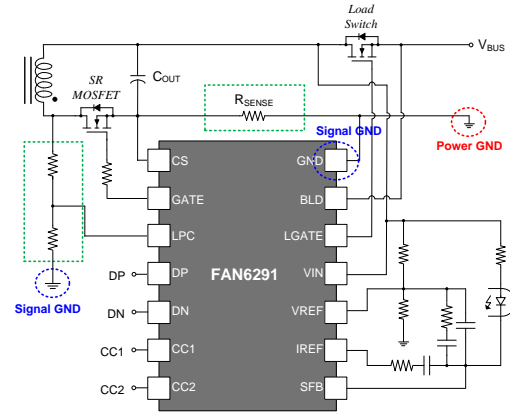 Load
Switch
VBUS
SR
MOSFET
COUT
RSENSE
Signal GND
Power GND
CS
GND
GATE
BLD
LPC
LGATE
Signal GND
DP
DP
FAN6291
VIN
DN
DN
VREF
CC1
CC1
IREF
CC2
CC2
SFB